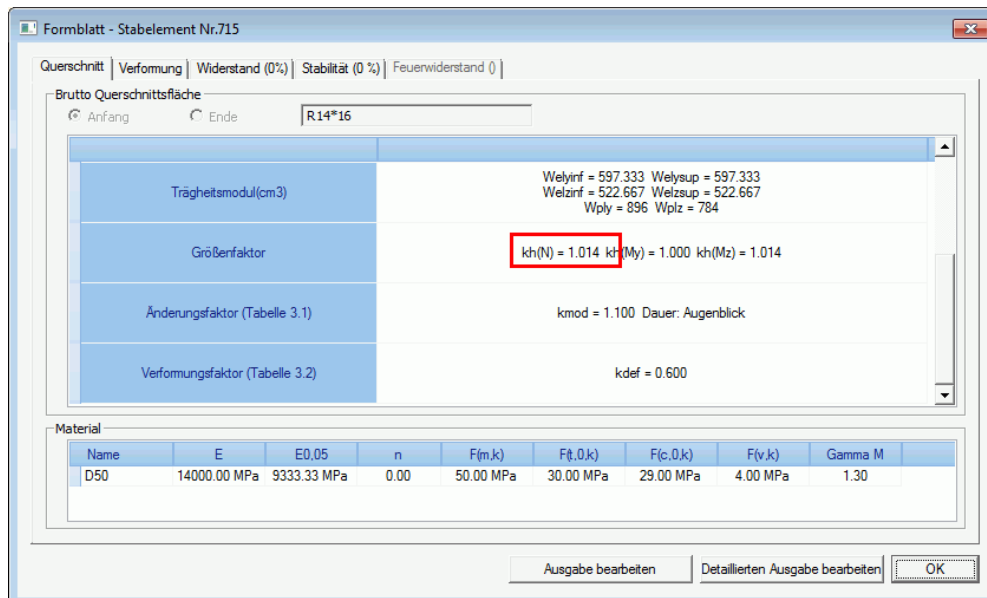 Formblatt - Stabelement Nr.715
Querschnitt Verformung Widerstand (0%) Stabilität (0 %) Feuerwiderstand ()
Brutto Querschnittsfläche
Anfang Ende R14*16
Trägheitsmodul(cm3)
Welyinf = 597.333 Welysup = 597.333
Welzinf = 522.667 Welzsup = 522.667
Wply = 896 Wplz = 784
Größenfaktor kh(N) = 1.014 kh(My) = 1.000 kh(Mz) = 1.014
Änderungsfaktor (Tabelle 3.1) kmod = 1.100 Dauer: Augenblick
Verformungsfaktor (Tabelle 3.2) kdef = 0.600
Material
Name E E0,05 n F(m,k) F(t,0,k) F(c,0,k) F(v,k) Gamma M
D50 14000.00 MPa 9333.33 MPa 0.00 50.00 MPa 30.00 MPa 29.00 MPa 4.00 MPa 1.30
Ausgabe bearbeiten Detaillierten Ausgabe bearbeiten OK